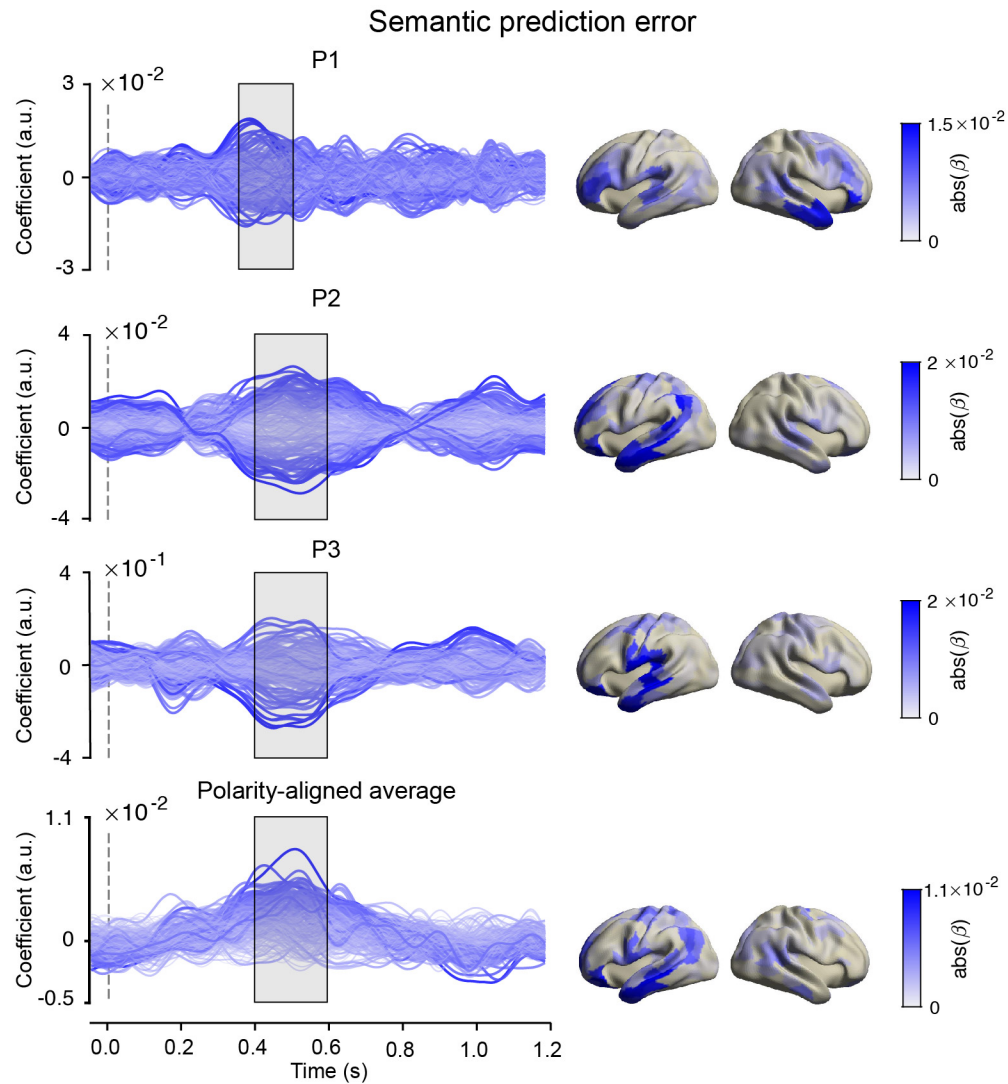 Semantic prediction error
P1
×10-2
3
0
-3
Coefficient (a.u.)
1.5×10-2
0
abs(β)
P2
×10-2
4
0
-4
Coefficient (a.u.)
2 ×10-2
0
abs(β)
P3
×10-1
4
0
-4
Coefficient (a.u.)
2 ×10-2
0
abs(β)
Polarity-aligned average
×10-2
1.1
0
-0.5
Coefficient (a.u.)
1.1×10-2
0
abs(β)
0.0 0.2 0.4 0.6 0.8 1.0 1.2
Time (s)